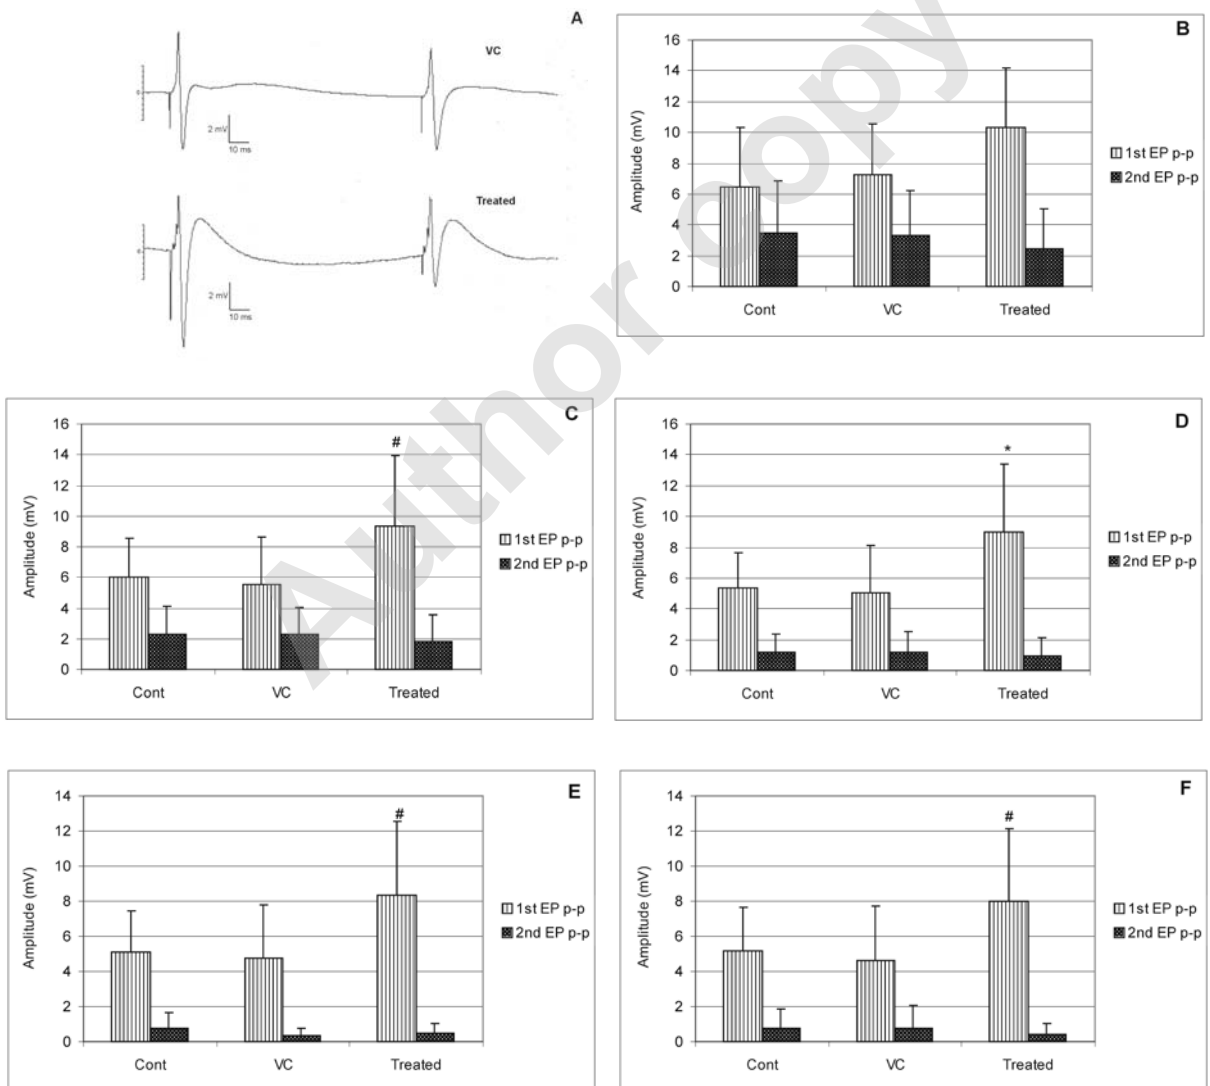 A
VC
0
2 mV
10 ms
Treated
0
2 mV
10 ms
B
16
14
12
10
8
6
4
2
0
Amplitude (mV)
Cont
VC
Treated
1st EP p-p
2nd EP p-p
C
16
14
12
10
8
6
4
2
0
Amplitude (mV)
#
Cont
VC
Treated
1st EP p-p
2nd EP p-p
D
16
14
12
10
8
6
4
2
0
Amplitude (mV)
*
Cont
VC
Treated
1st EP p-p
2nd EP p-p
E
14
12
10
8
6
4
2
0
Amplitude (mV)
#
Cont
VC
Treated
1st EP p-p
2nd EP p-p
F
14
12
10
8
6
4
2
0
Amplitude (mV)
#
Cont
VC
Treated
1st EP p-p
2nd EP p-p
Author copy